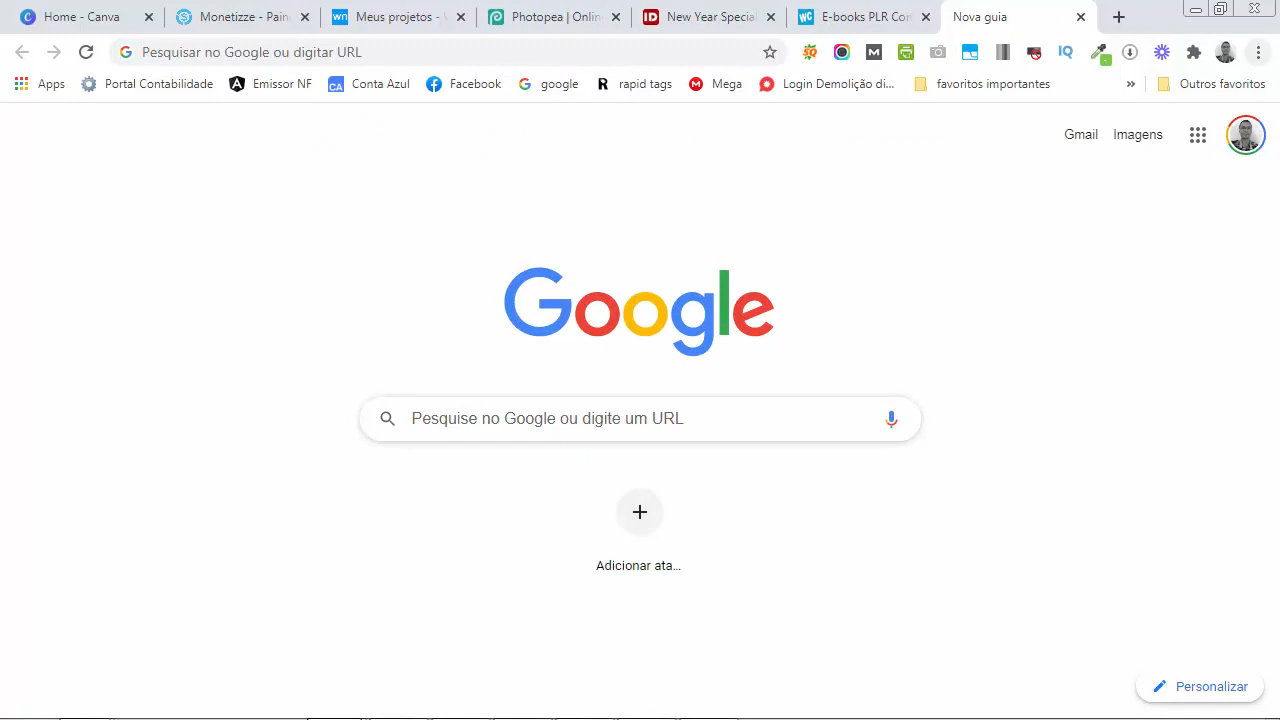 Home - Canva
Monetizze - Pain
Meus projetos - W
Photopea | Onlin
New Year Specia
E-books PLR Com
Nova guia
Pesquisar no Google ou digitar URL
Apps
Portal Contabilidade
Emissor NF
Conta Azul
Facebook
google
rapid tags
Mega
Login Demolição di...
favoritos importantes
»
Outros favoritos
Gmail
Imagens
Google
Pesquise no Google ou digite um URL
Adicionar ata...
Personalizar